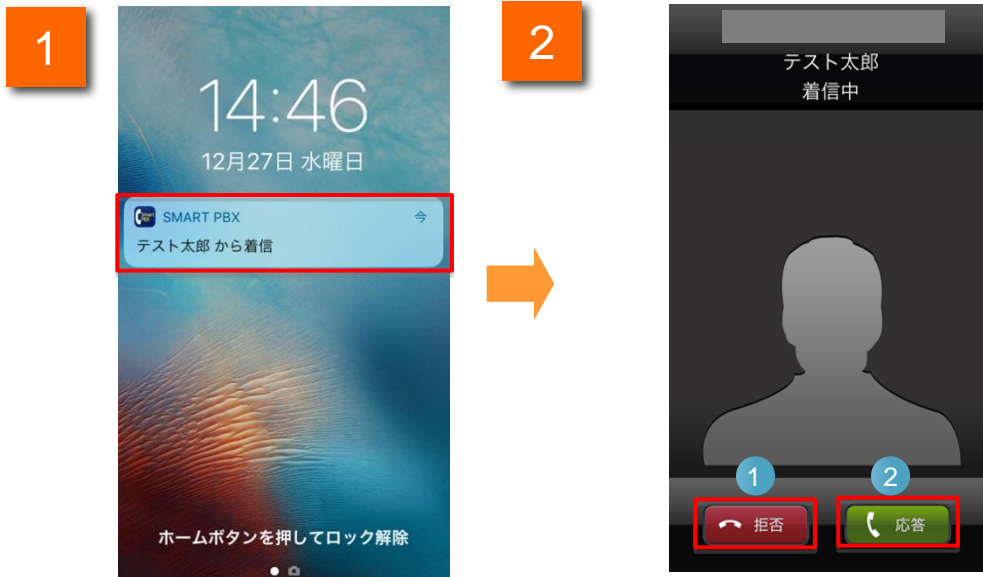 1
14:46
12月27日 水曜日
SMART PBX 今
テスト太郎 から着信
ホームボタンを押してロック解除
2
テスト太郎
着信中
1 2
拒否 応答